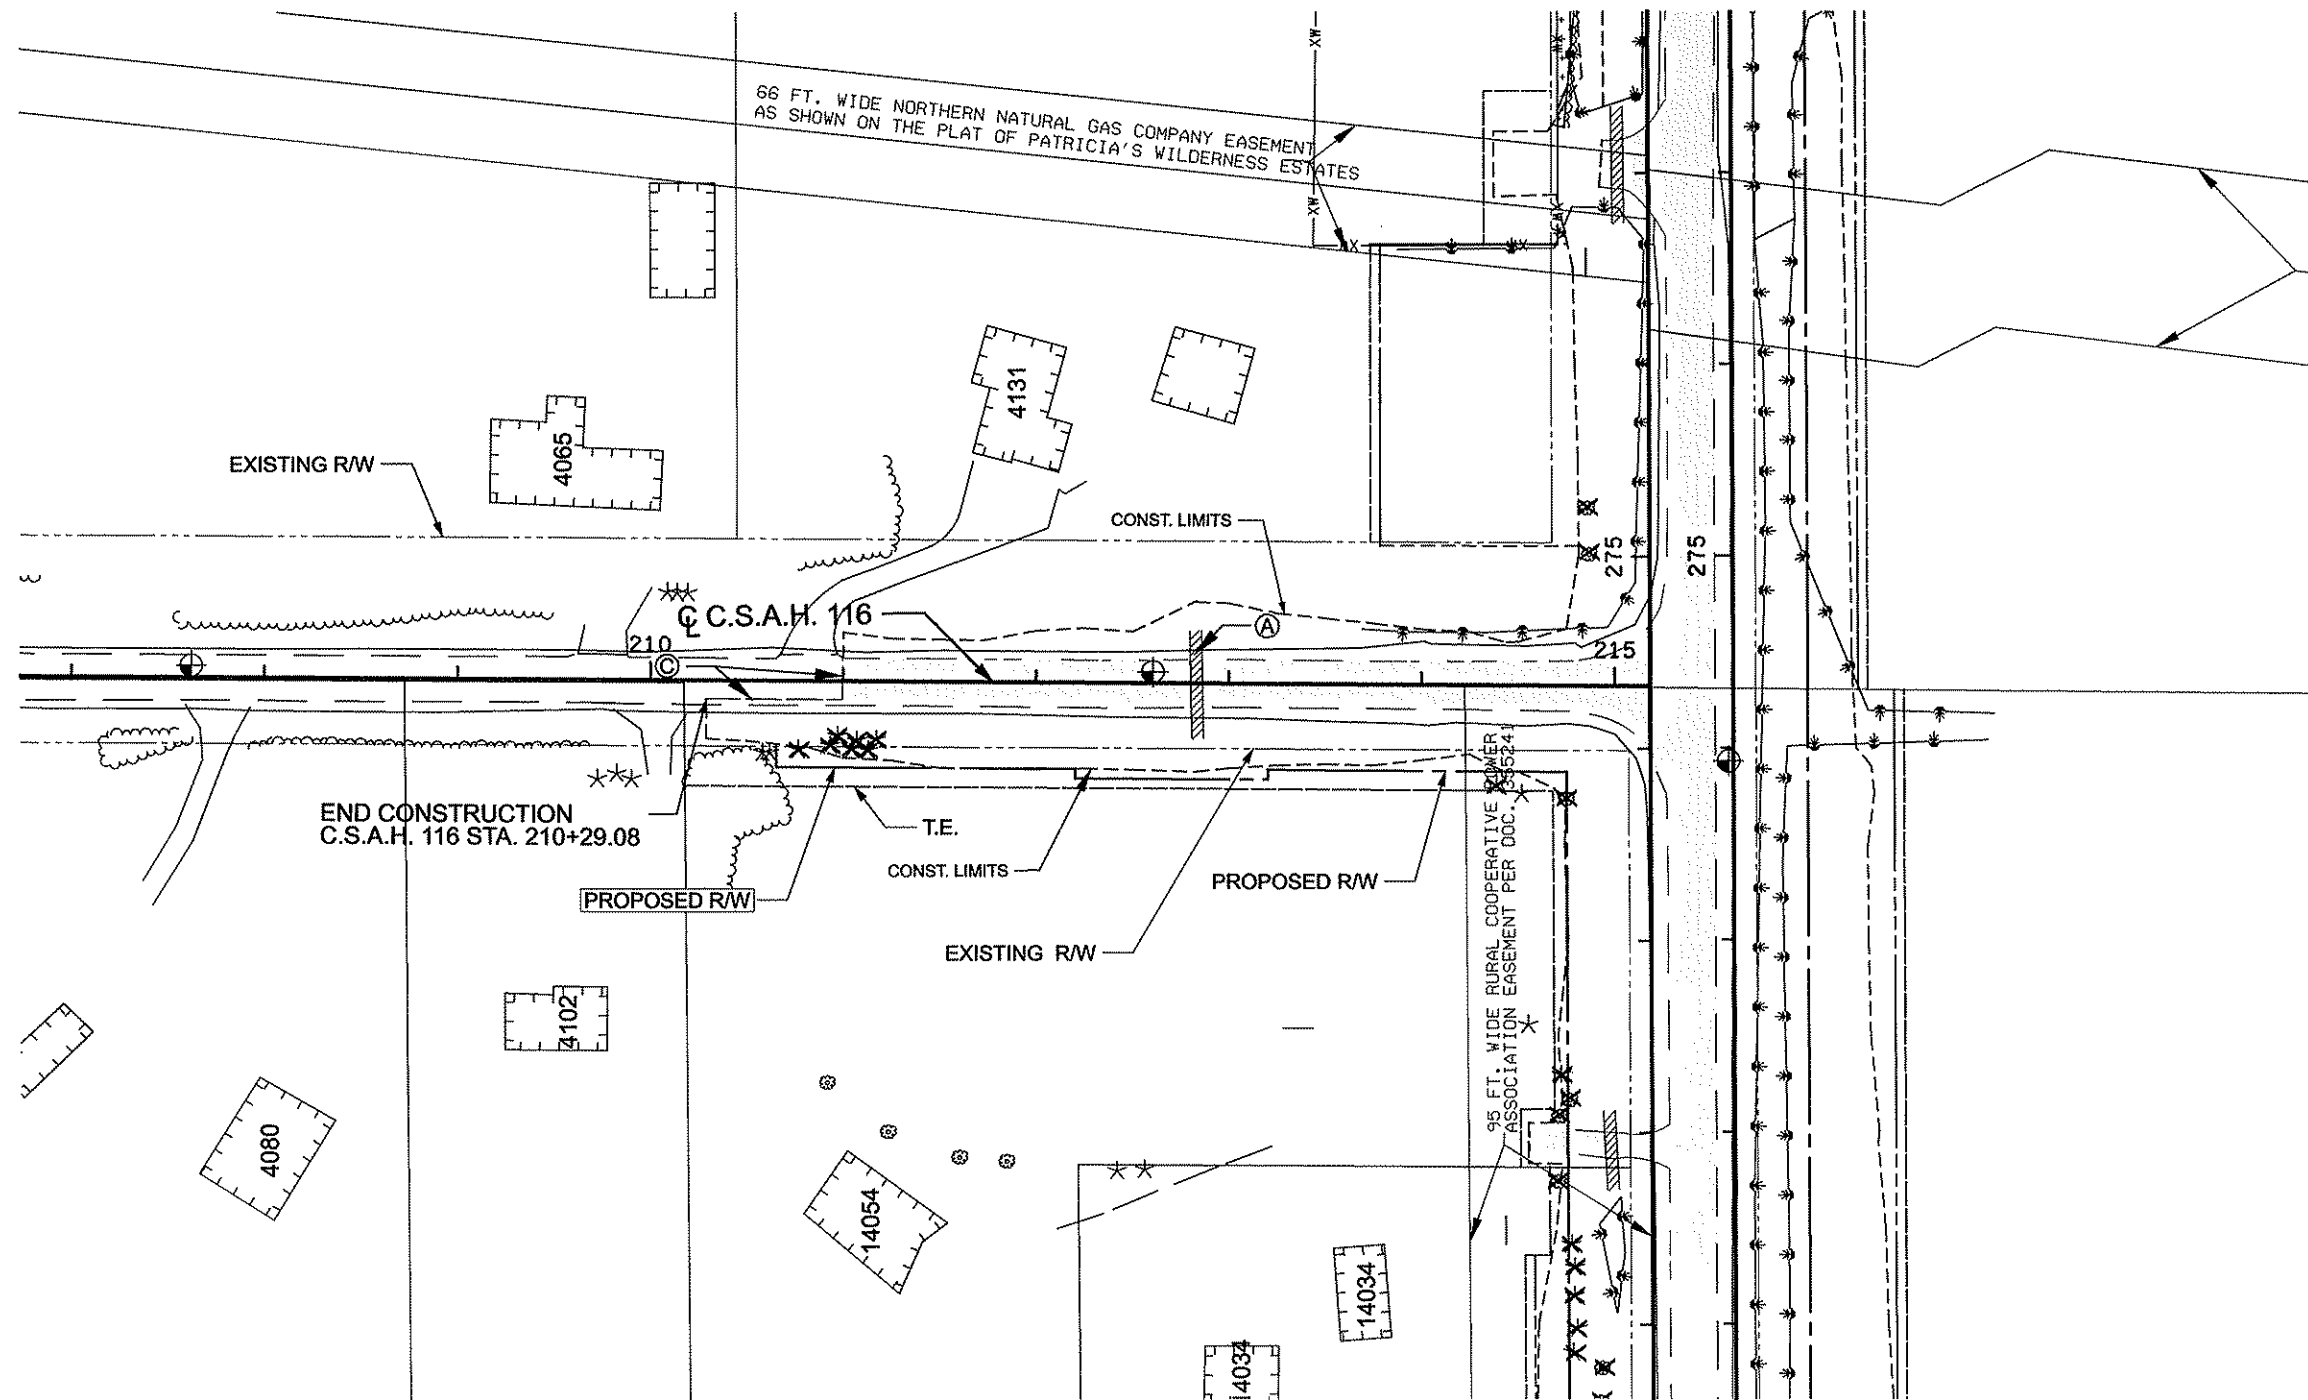 66 FT. WIDE NORTHERN NATURAL GAS COMPANY EASEMENT
AS SHOWN ON THE PLAT OF PATRICIA'S WILDERNESS ESTATES
XW
XW
4131
4065
EXISTING R/W
CONST. LIMITS
275
275
℄ C.S.A.H. 116
A
210
C
215
END CONSTRUCTION
C.S.A.H. 116 STA. 210+29.08
T.E.
CONST. LIMITS
PROPOSED R/W
PROPOSED R/W
EXISTING R/W
95 FT. WIDE RURAL COOPERATIVE POWER
ASSOCIATION EASEMENT PER DOC. 355241
4102
4080
14054
14034
14034